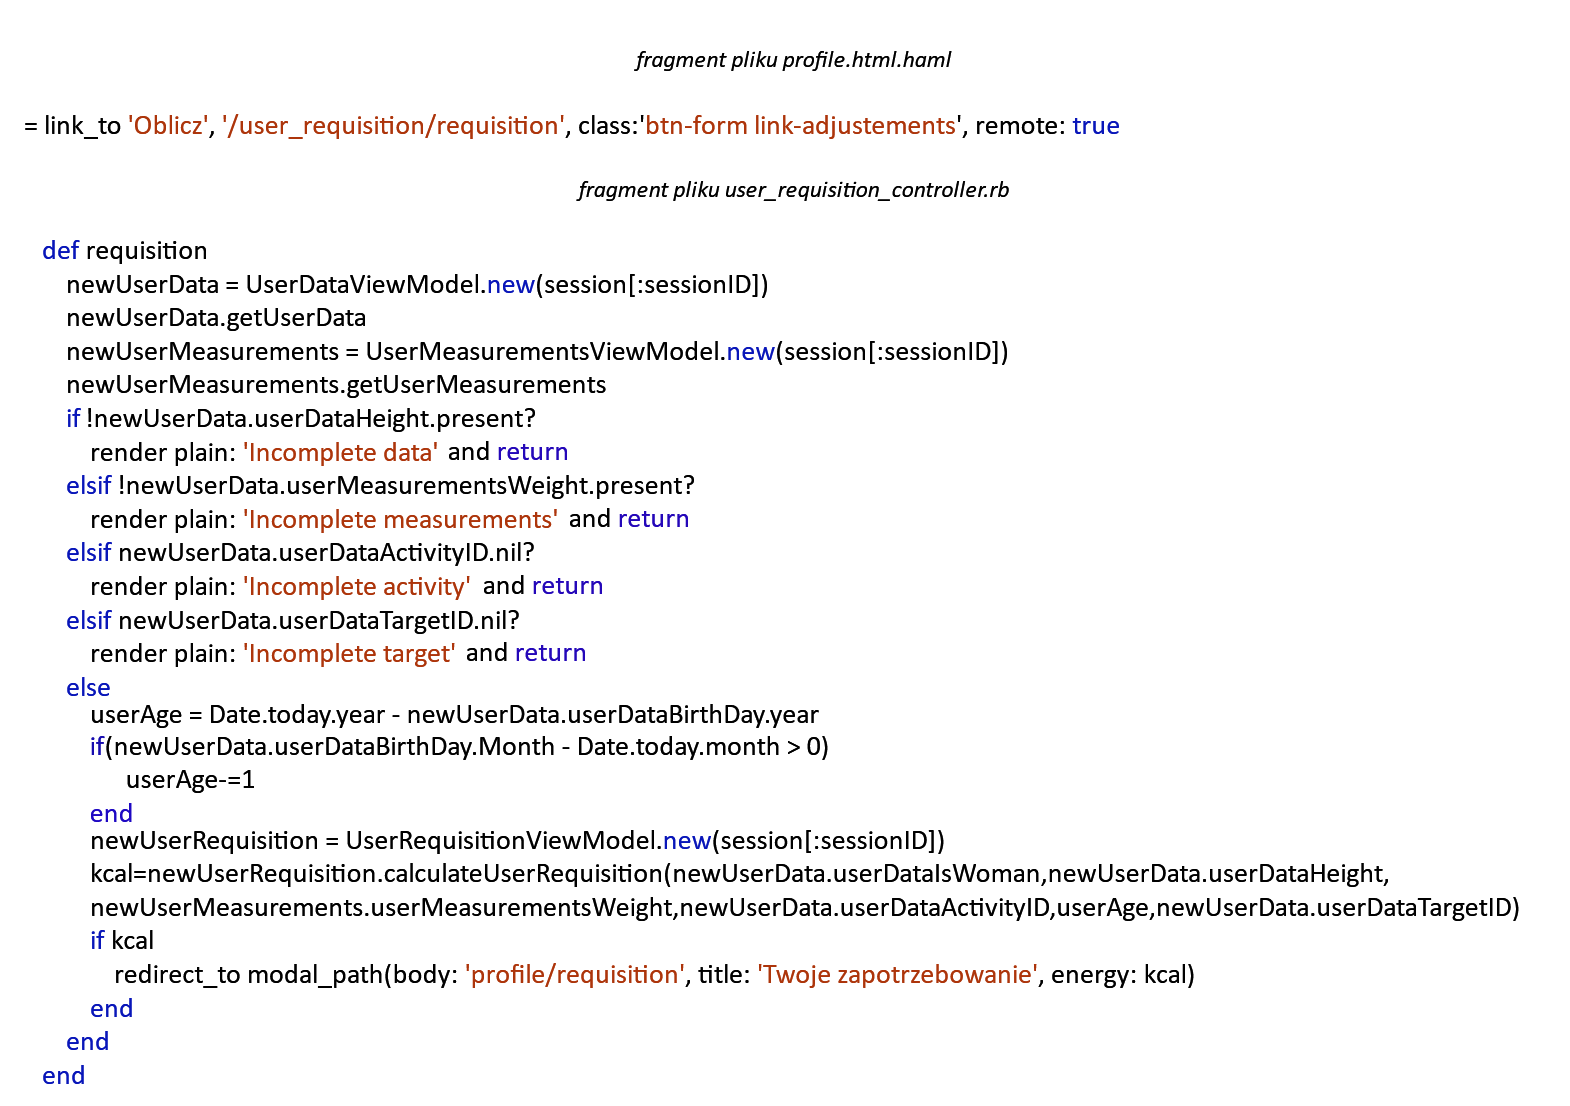 fragment pliku profile.html.haml
= link_to 'Oblicz', '/user_requisition/requisition', class:'btn-form link-adjustements', remote: true
fragment pliku user_requisition_controller.rb
def requisition
newUserData = UserDataViewModel.new(session[:sessionID])
newUserData.getUserData
newUserMeasurements = UserMeasurementsViewModel.new(session[:sessionID])
newUserMeasurements.getUserMeasurements
if !newUserData.userDataHeight.present?
render plain: 'Incomplete data' and return
elsif !newUserData.userMeasurementsWeight.present?
render plain: 'Incomplete measurements' and return
elsif newUserData.userDataActivityID.nil?
render plain: 'Incomplete activity' and return
elsif newUserData.userDataTargetID.nil?
render plain: 'Incomplete target' and return
else
userAge = Date.today.year - newUserData.userDataBirthDay.year
if(newUserData.userDataBirthDay.Month - Date.today.month > 0)
userAge-=1
end
newUserRequisition = UserRequisitionViewModel.new(session[:sessionID])
kcal=newUserRequisition.calculateUserRequisition(newUserData.userDataIsWoman,newUserData.userDataHeight,
newUserMeasurements.userMeasurementsWeight,newUserData.userDataActivityID,userAge,newUserData.userDataTargetID)
if kcal
redirect_to modal_path(body: 'profile/requisition', title: 'Twoje zapotrzebowanie', energy: kcal)
end
end
end